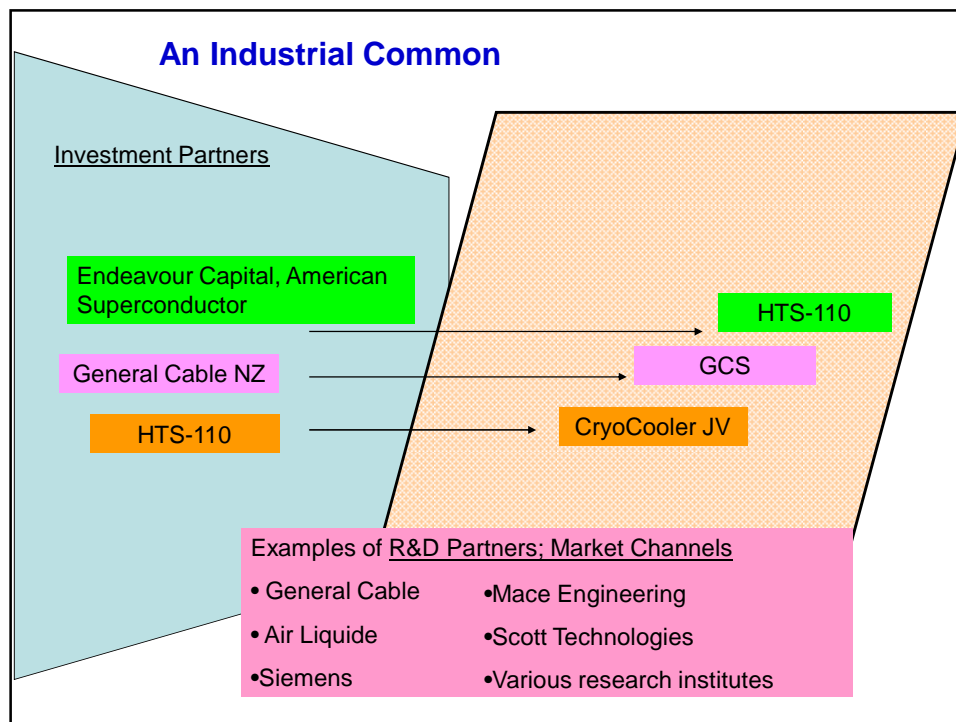 An Industrial Common
Investment Partners
Endeavour Capital, American
Superconductor
HTS-110
General Cable NZ
GCS
HTS-110
CryoCooler JV
Examples of R&D Partners; Market Channels
• General Cable
• Air Liquide
•Siemens
•Mace Engineering
•Scott Technologies
•Various research institutes